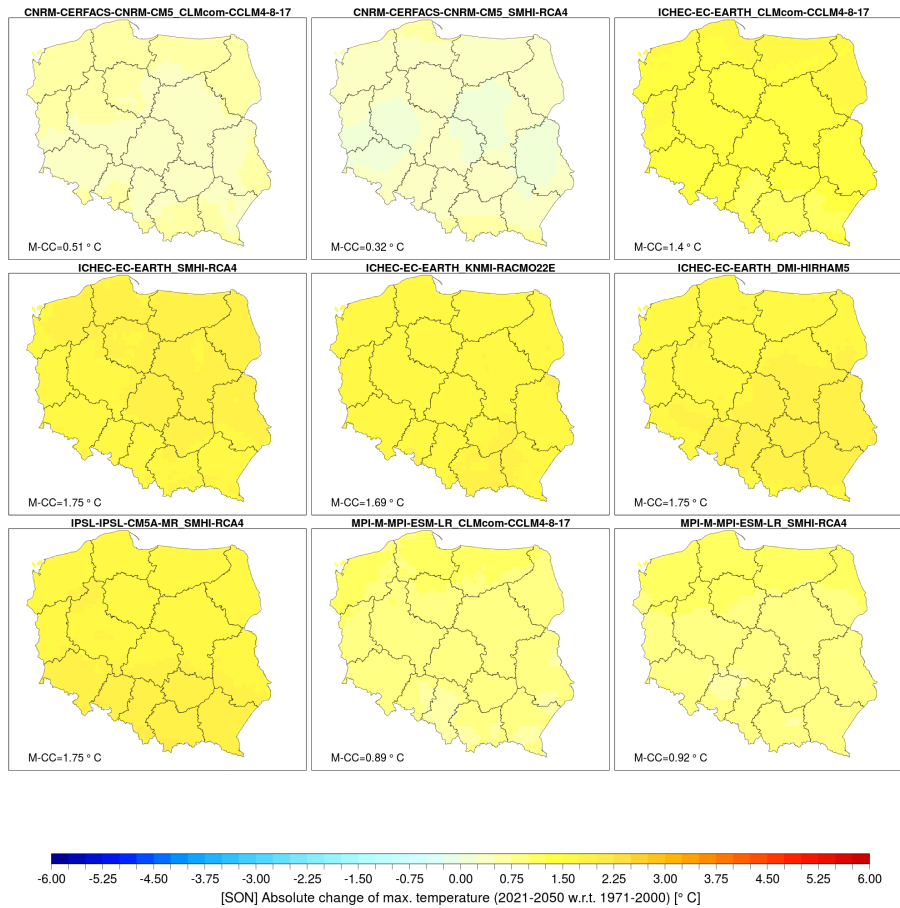 CNRM-CERFACS-CNRM-CM5_CLMcom-CCLM4-8-17
CNRM-CERFACS-CNRM-CM5_SMHI-RCA4
ICHEC-EC-EARTH_CLMcom-CCLM4-8-17
M-CC=0.51 ° C
M-CC=0.32 ° C
M-CC=1.4 ° C
ICHEC-EC-EARTH_SMHI-RCA4
ICHEC-EC-EARTH_KNMI-RACMO22E
ICHEC-EC-EARTH_DMI-HIRHAM5
M-CC=1.75 ° C
M-CC=1.69 ° C
M-CC=1.75 ° C
IPSL-IPSL-CM5A-MR_SMHI-RCA4
MPI-M-MPI-ESM-LR_CLMcom-CCLM4-8-17
MPI-M-MPI-ESM-LR_SMHI-RCA4
M-CC=1.75 ° C
M-CC=0.89 ° C
M-CC=0.92 ° C
-6.00 -5.25 -4.50 -3.75 -3.00 -2.25 -1.50 -0.75 0.00 0.75 1.50 2.25 3.00 3.75 4.50 5.25 6.00
[SON] Absolute change of max. temperature (2021-2050 w.r.t. 1971-2000) [° C]